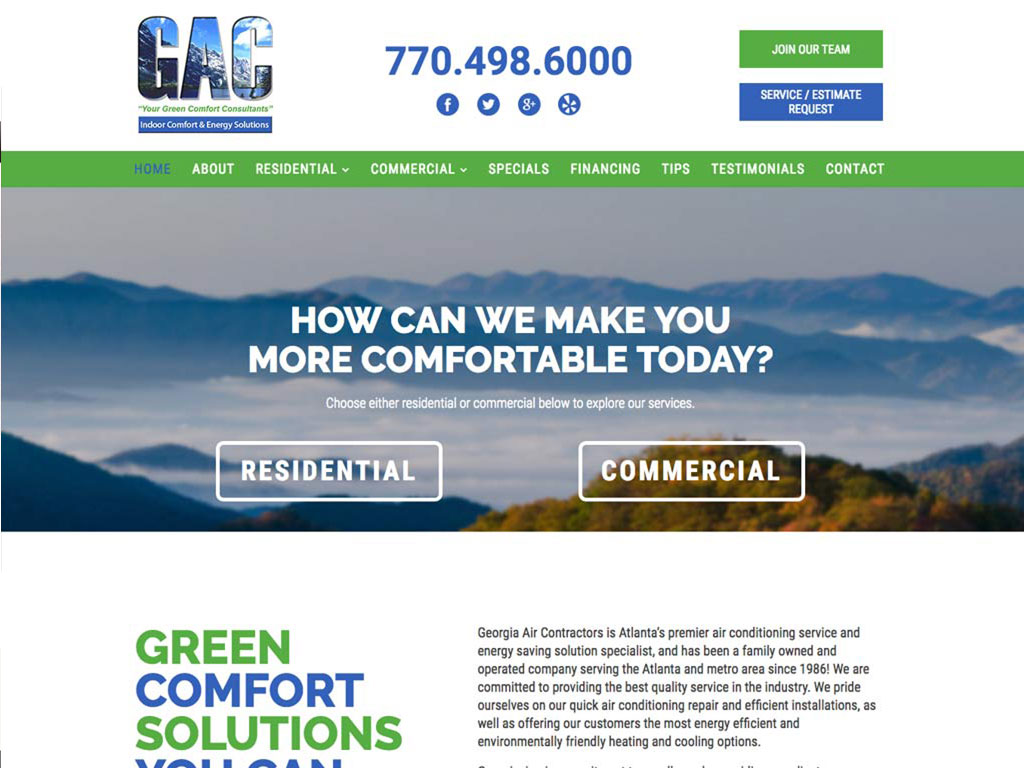 GAC
"Your Green Comfort Consultants"
Indoor Comfort & Energy Solutions
770.498.6000
JOIN OUR TEAM
SERVICE / ESTIMATE
REQUEST
HOME ABOUT RESIDENTIAL COMMERCIAL SPECIALS FINANCING TIPS TESTIMONIALS CONTACT
HOW CAN WE MAKE YOU
MORE COMFORTABLE TODAY?
Choose either residential or commercial below to explore our services.
RESIDENTIAL
COMMERCIAL
GREEN
COMFORT
SOLUTIONS
YOU CAN
Georgia Air Contractors is Atlanta's premier air conditioning service and
energy saving solution specialist, and has been a family owned and
operated company serving the Atlanta and metro area since 1986! We are
committed to providing the best quality service in the industry. We pride
ourselves on our quick air conditioning repair and efficient installations, as
well as offering our customers the most energy efficient and
environmentally friendly heating and cooling options.